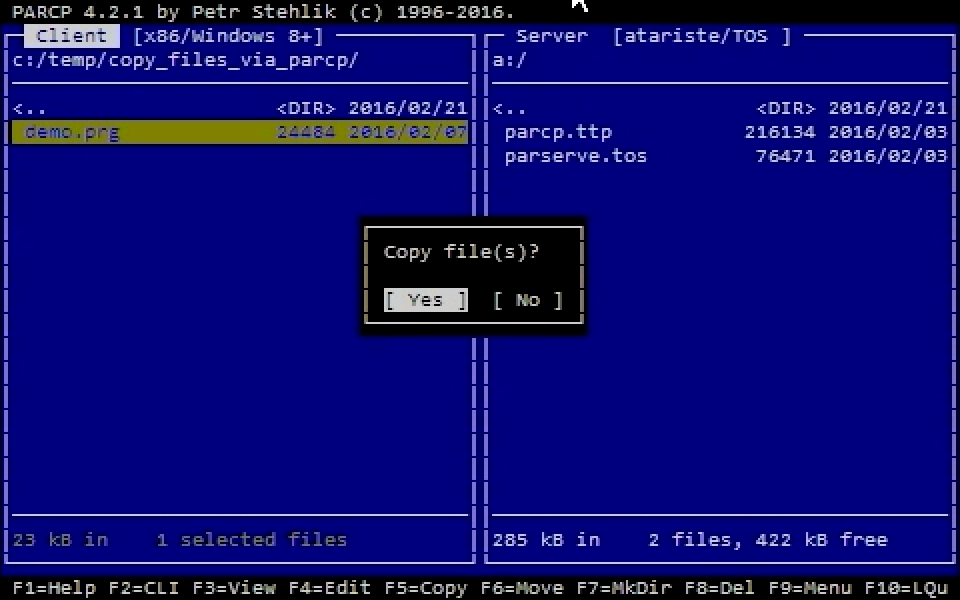 PARCP 4.2.1 by Petr Stehlik (c) 1996-2016.
Client [x86/Windows 8+]
c:/temp/copy_files_via_parcp/
<.. <DIR> 2016/02/21
demo.prg 24484 2016/02/07
23 kB in 1 selected files
Server [atariste/TOS ]
a:/
<.. <DIR> 2016/02/21
parcp.ttp 216134 2016/02/03
parserve.tos 76471 2016/02/03
285 kB in 2 files, 422 kB free
Copy file(s)?
[ Yes ] [ No ]
F1=Help F2=CLI F3=View F4=Edit F5=Copy F6=Move F7=MkDir F8=Del F9=Menu F10=LQu